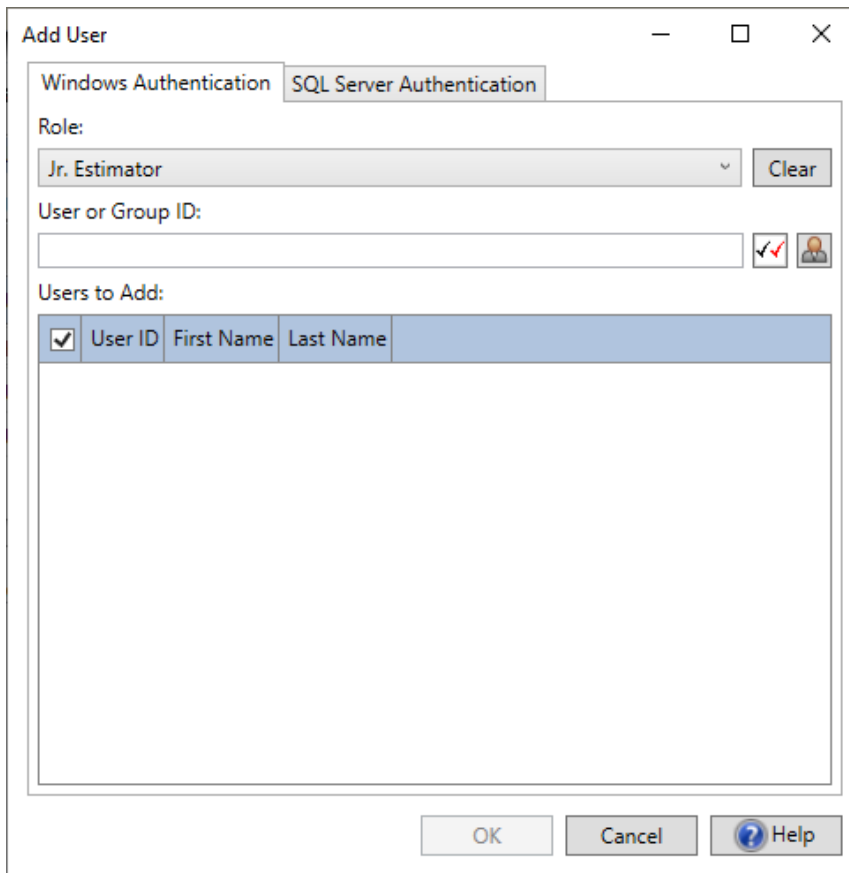 Add User
Windows Authentication SQL Server Authentication
Role:
Jr. Estimator Clear
User or Group ID:
Users to Add:
User ID First Name Last Name
OK Cancel Help